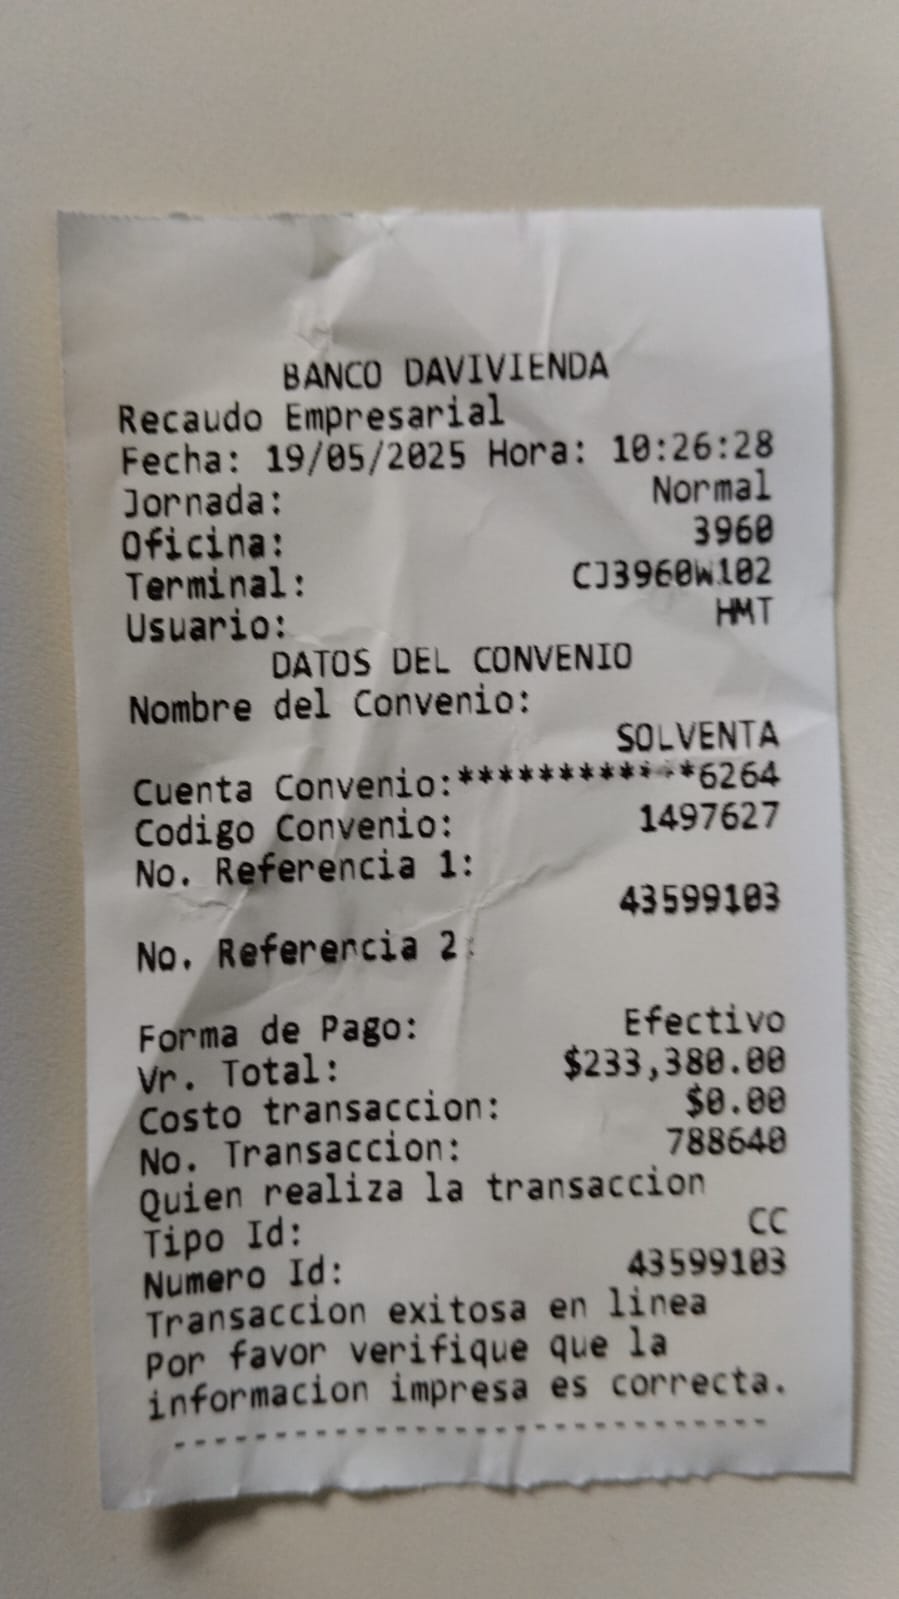 BANCO DAVIVIENDA
Recaudo Empresarial
Fecha: 19/05/2025 Hora: 10:26:28
Jornada: Normal
Oficina: 3960
Terminal: CJ3960W102
Usuario: HMT
DATOS DEL CONVENIO
Nombre del Convenio:
SOLVENTA
Cuenta Convenio:************6264
Codigo Convenio: 1497627
No. Referencia 1:
43599103
No. Referencia 2:
Forma de Pago: Efectivo
Vr. Total: $233,380.00
Costo transaccion: $0.00
No. Transaccion: 788640
Quien realiza la transaccion
Tipo Id: CC
Numero Id: 43599103
Transaccion exitosa en linea
Por favor verifique que la
informacion impresa es correcta.
------------------------------